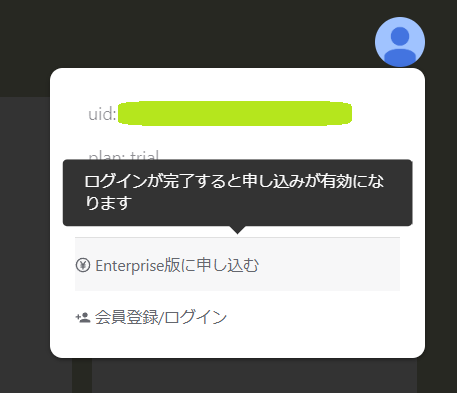 uid:
plan: trial
ログインが完了すると申し込みが有効にな
ります
Enterprise版に申し込む
会員登録/ログイン